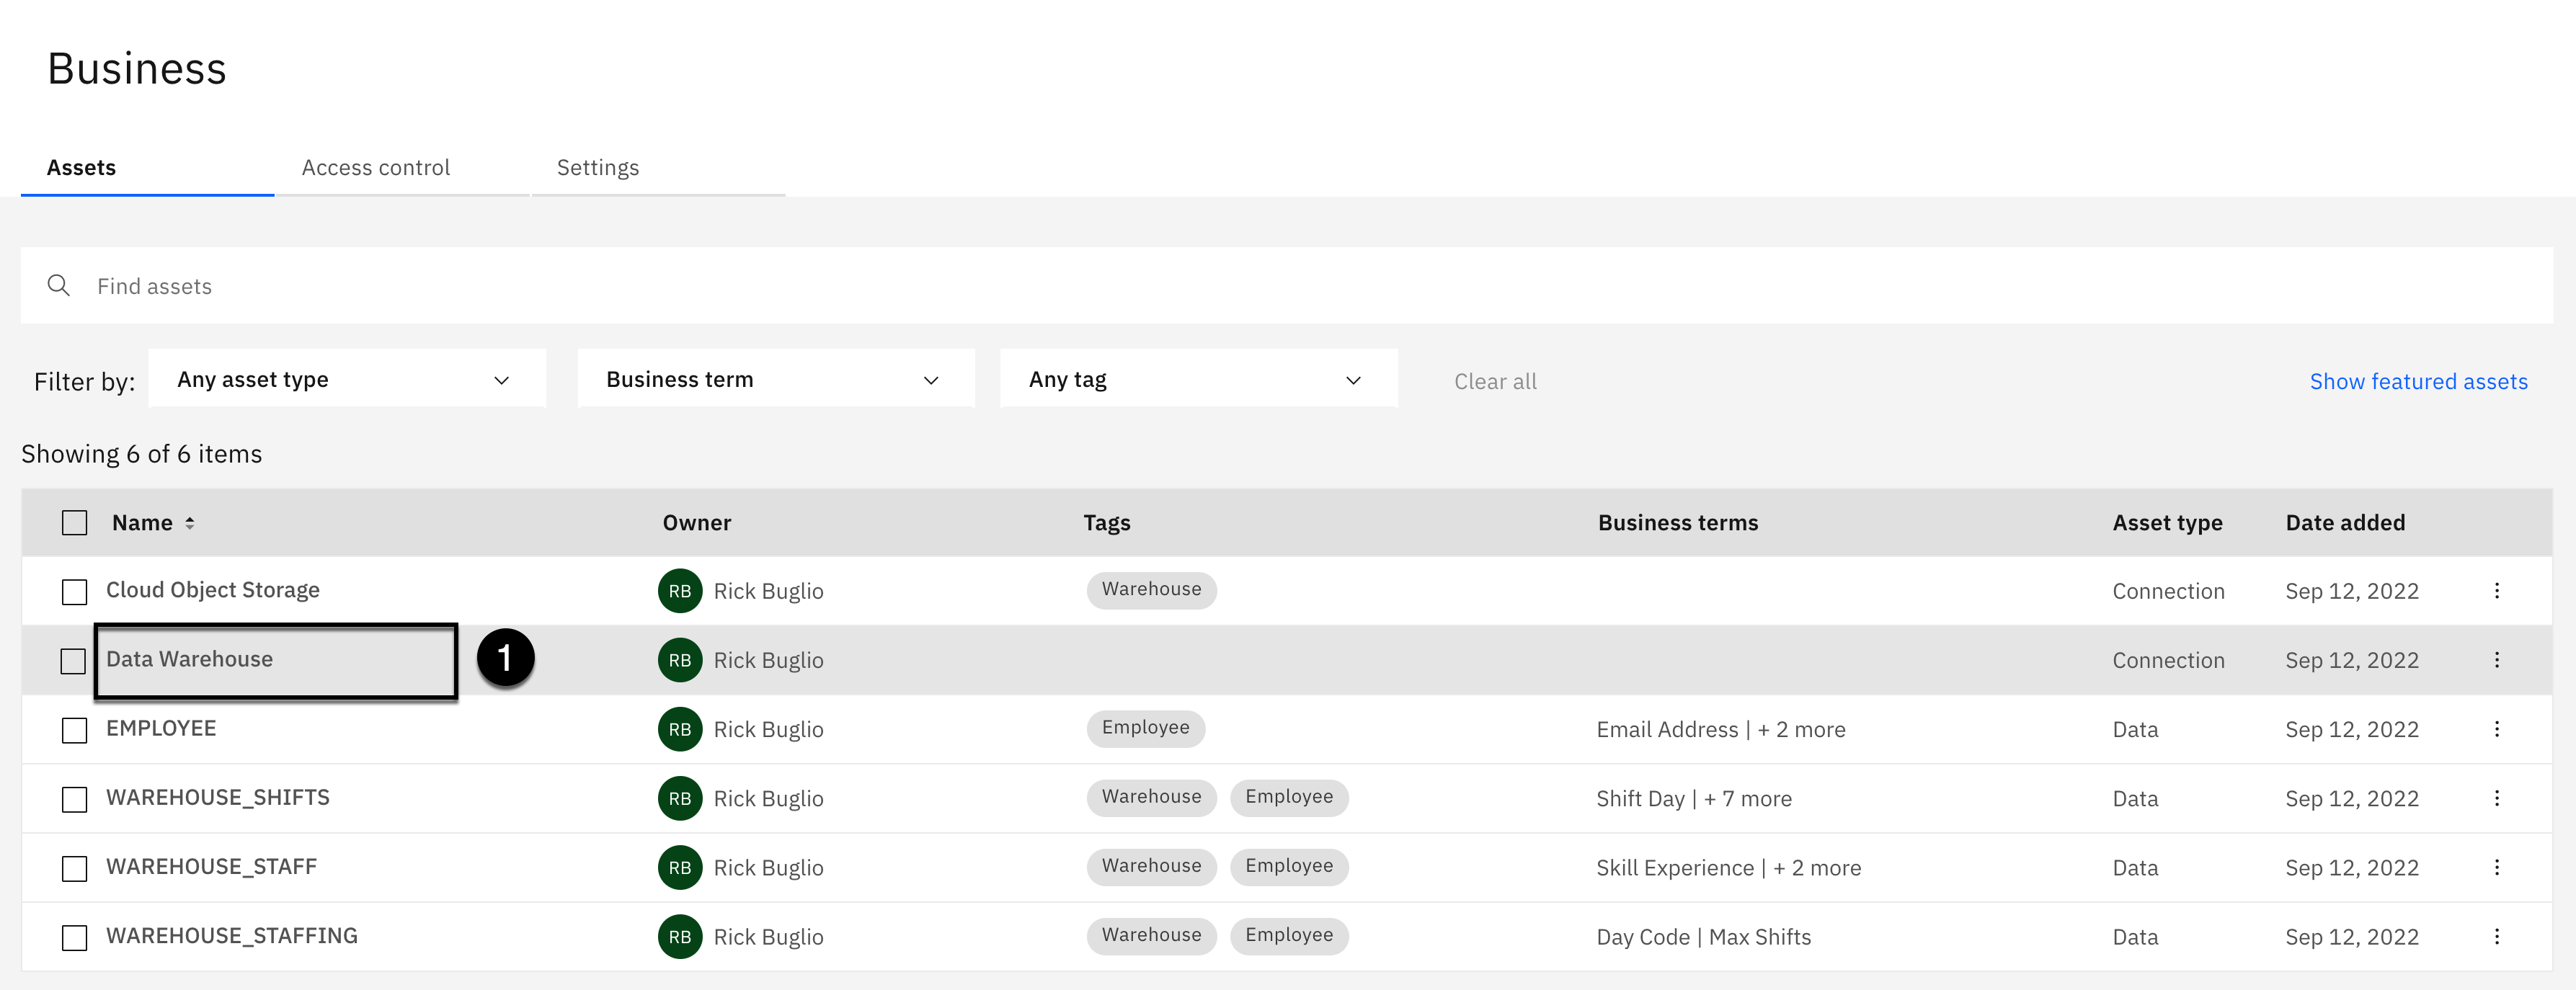 Business
Assets Access control Settings
Find assets
Filter by: Any asset type Business term Any tag Clear all Show featured assets
Showing 6 of 6 items
Name Owner Tags Business terms Asset type Date added
Cloud Object Storage RB Rick Buglio Warehouse Connection Sep 12, 2022
Data Warehouse 1 RB Rick Buglio Connection Sep 12, 2022
EMPLOYEE RB Rick Buglio Employee Email Address | + 2 more Data Sep 12, 2022
WAREHOUSE_SHIFTS RB Rick Buglio Warehouse Employee Shift Day | + 7 more Data Sep 12, 2022
WAREHOUSE_STAFF RB Rick Buglio Warehouse Employee Skill Experience | + 2 more Data Sep 12, 2022
WAREHOUSE_STAFFING RB Rick Buglio Warehouse Employee Day Code | Max Shifts Data Sep 12, 2022